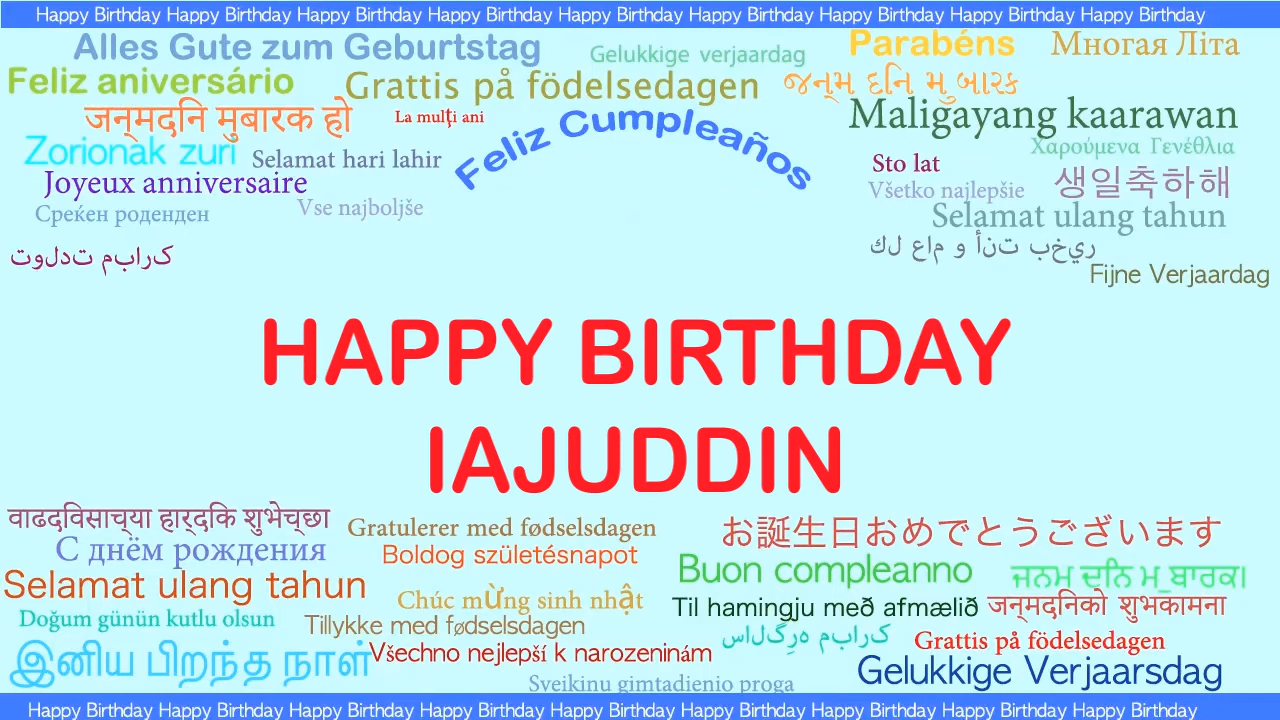 Happy Birthday Happy Birthday Happy Birthday Happy Birthday Happy Birthday Happy Birthday Happy Birthday Happy Birthday Happy Birthday
Alles Gute zum Geburtstag
Gelukkige verjaardag
Parabéns
Многая Літа
Feliz aniversário
Grattis på födelsedagen
જન્મ દિન મુબારક
जन्मदिन मुबारक हो
La mulţi ani
Feliz Cumpleaños
Maligayang kaarawan
Χαρούμενα Γενέθλια
Zorionak zuri
Selamat hari lahir
Sto lat
Joyeux anniversaire
Všetko najlepšie
생일축하해
Среќен роденден
Vse najboljše
Selamat ulang tahun
كل عام و أنت بخير
تولدت مبارک
Fijne Verjaardag
HAPPY BIRTHDAY
IAJUDDIN
वाढदिवसाच्या हार्दिक शुभेच्छा
Gratulerer med fødselsdagen
お誕生日おめでとうございます
С днём рождения
Boldog születésnapot
Buon compleanno
ਜਨਮ ਦਿਨ ਮੁਬਾਰਕ।
Selamat ulang tahun
Chúc mừng sinh nhật
Til hamingju með afmælið
जन्मदिनको शुभकामना
Doğum günün kutlu olsun
Tillykke med fødselsdagen
سالگرہ مبارک
Grattis på födelsedagen
இனிய பிறந்த நாள்
Všechno nejlepší k narozeninám
Gelukkige Verjaarsdag
Sveikinu gimtadienio proga
Happy Birthday Happy Birthday Happy Birthday Happy Birthday Happy Birthday Happy Birthday Happy Birthday Happy Birthday Happy Birthday